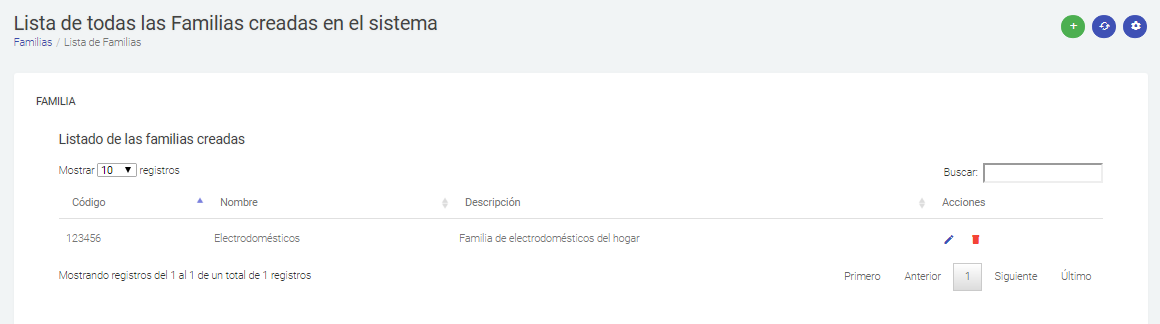 Lista de todas las Familias creadas en el sistema
Familias / Lista de Familias
FAMILIA
Listado de las familias creadas
Mostrar 10 registros
Buscar:
Código Nombre Descripción Acciones
123456 Electrodomésticos Familia de electrodomésticos del hogar
Mostrando registros del 1 al 1 de un total de 1 registros
Primero Anterior 1 Siguiente Último